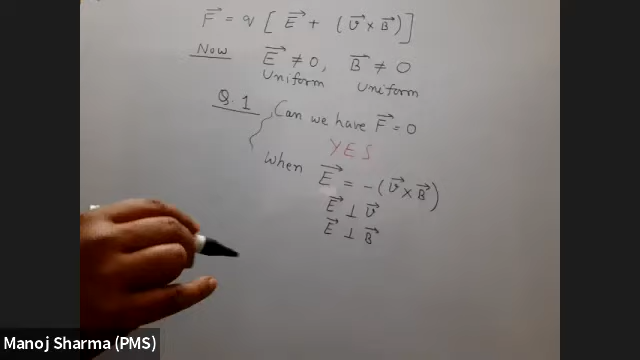 F⃗ = q [ E⃗ + (v⃗ × B⃗) ]
Now E⃗ ≠ 0, B⃗ ≠ 0
Uniform Uniform
Q.1 Can we have F⃗ = 0
YES
When E⃗ = -(v⃗ × B⃗)
E⃗ ⊥ v⃗
E⃗ ⊥ B⃗
Manoj Sharma (PMS)